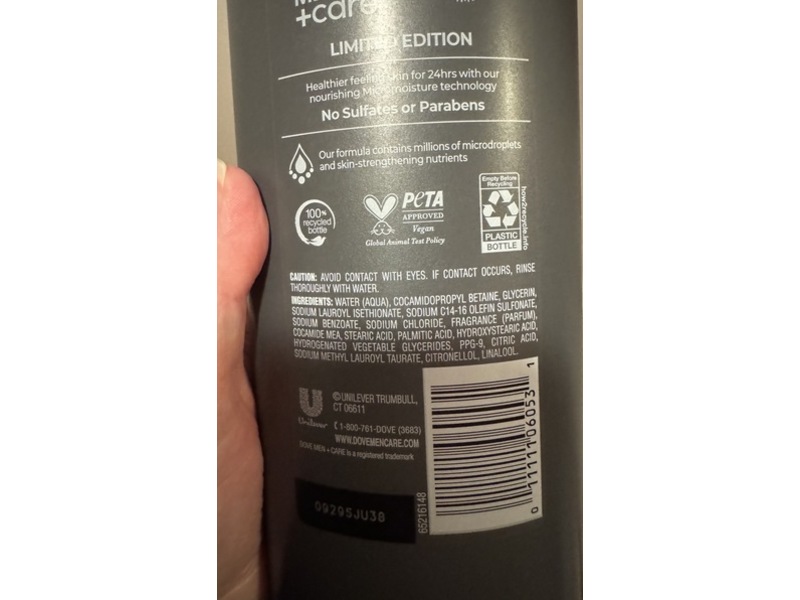 +care
LIMITED EDITION
Healthier feeling skin for 24hrs with our
nourishing Micromoisture technology
No Sulfates or Parabens
Our formula contains millions of microdroplets
and skin-strengthening nutrients
100%
recycled
bottle
PETA
APPROVED
Vegan
Global Animal Test Policy
Empty Before
Recycling
PLASTIC
BOTTLE
how2recycle.info
CAUTION: AVOID CONTACT WITH EYES. IF CONTACT OCCURS, RINSE
THOROUGHLY WITH WATER.
INGREDIENTS: WATER (AQUA), COCAMIDOPROPYL BETAINE, GLYCERIN,
SODIUM LAUROYL ISETHIONATE, SODIUM C14-16 OLEFIN SULFONATE,
SODIUM BENZOATE, SODIUM CHLORIDE, FRAGRANCE (PARFUM),
COCAMIDE MEA, STEARIC ACID, PALMITIC ACID, HYDROXYSTEARIC ACID,
HYDROGENATED VEGETABLE GLYCERIDES, PPG-9, CITRIC ACID,
SODIUM METHYL LAUROYL TAURATE, CITRONELLOL, LINALOOL.
Unilever
©UNILEVER TRUMBULL,
CT 06611
1-800-761-DOVE (3683)
WWW.DOVEMENCARE.COM
DOVE MEN + CARE is a registered trademark
09295JU38
65216148
0 11111 06053 1